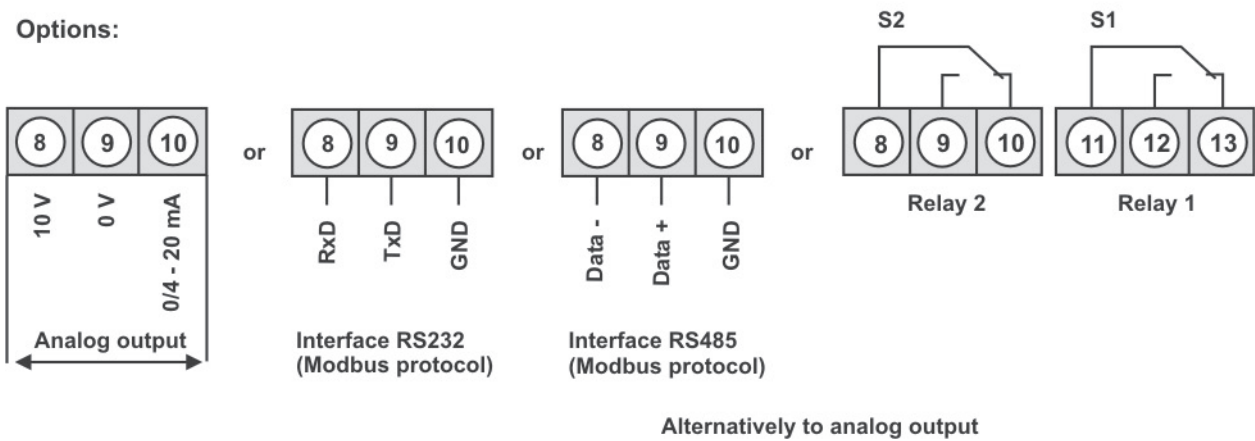 Options:
S2
S1
8 9 10
or
8 9 10
or
8 9 10
or
8 9 10
11 12 13
10 V
0 V
0/4 - 20 mA
Analog output
RxD
TxD
GND
Interface RS232
(Modbus protocol)
Data -
Data +
GND
Interface RS485
(Modbus protocol)
Relay 2
Relay 1
Alternatively to analog output